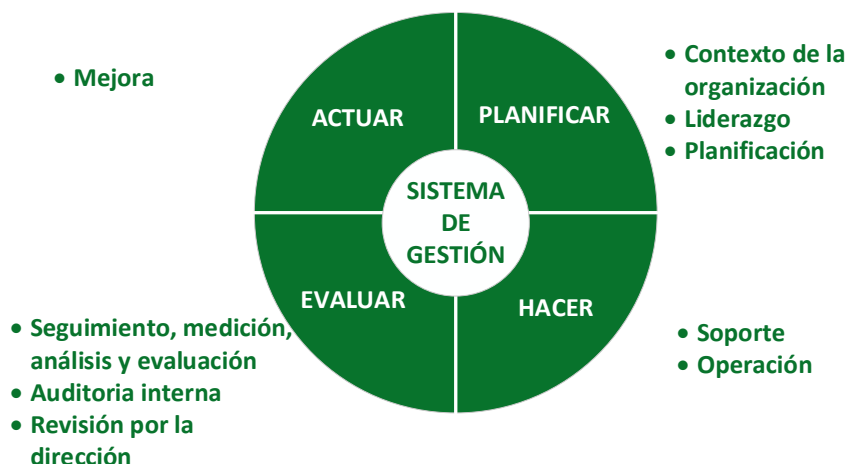 • Mejora
ACTUAR
PLANIFICAR
• Contexto de la
organización
• Liderazgo
• Planificación
SISTEMA
DE
GESTIÓN
EVALUAR
HACER
• Seguimiento, medición,
análisis y evaluación
• Auditoria interna
• Revisión por la
dirección
• Soporte
• Operación